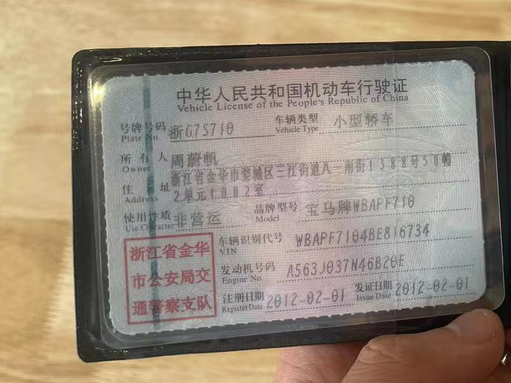 中华人民共和国机动车行驶证
Vehicle License of the People's Republic of China
号牌号码 浙G7S710 车辆类型 小型轿车
Plate No. Vehicle Type
所有人 周蔚帆
Owner
住址 浙江省金华市婺城区三江街道八一南街1388号50幢
Address 2单元1002室
使用性质 非营运 品牌型号 宝马牌WBAPF710
Use Character Model
浙江省金华市公安局交通警察支队
车辆识别代号 WBAPF7104BE816734
VIN
发动机号码 A563J037N46B20E
Engine No.
注册日期 2012-02-01 发证日期 2012-02-01
Register Date Issue Date